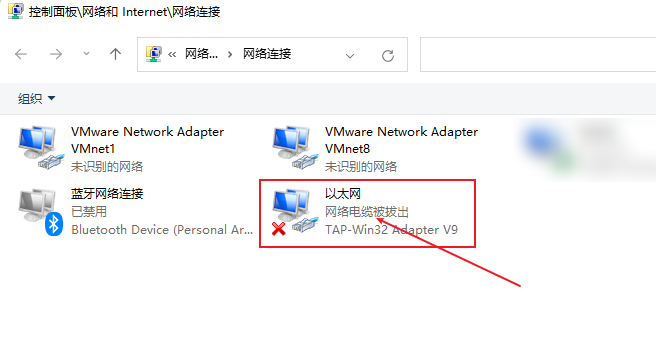 控制面板\网络和 Internet\网络连接
« 网络... > 网络连接
组织
VMware Network Adapter
VMnet1
未识别的网络
VMware Network Adapter
VMnet8
未识别的网络
蓝牙网络连接
已禁用
Bluetooth Device (Personal Ar...
以太网
网络电缆被拔出
TAP-Win32 Adapter V9